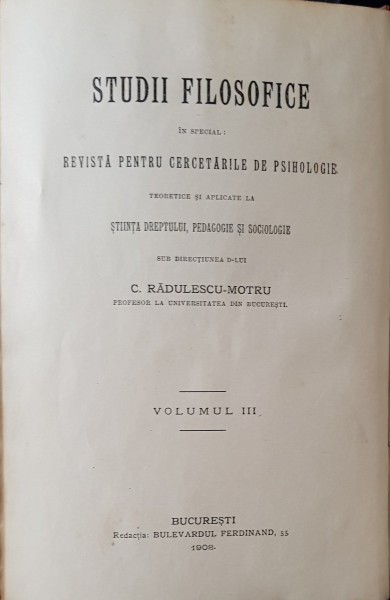 STUDII FILOSOFICE
ÎN SPECIAL:
REVISTĂ PENTRU CERCETĂRILE DE PSIHOLOGIE.
TEORETICE ȘI APLICATE LA
ȘTIINȚA DREPTULUI, PEDAGOGIE ȘI SOCIOLOGIE
SUB DIRECȚIUNEA D-LUI
C. RĂDULESCU-MOTRU
PROFESOR LA UNIVERSITATEA DIN BUCUREȘTI.
VOLUMUL III.
BUCUREȘTI
Redacția: BULEVARDUL FERDINAND, 55
1908.